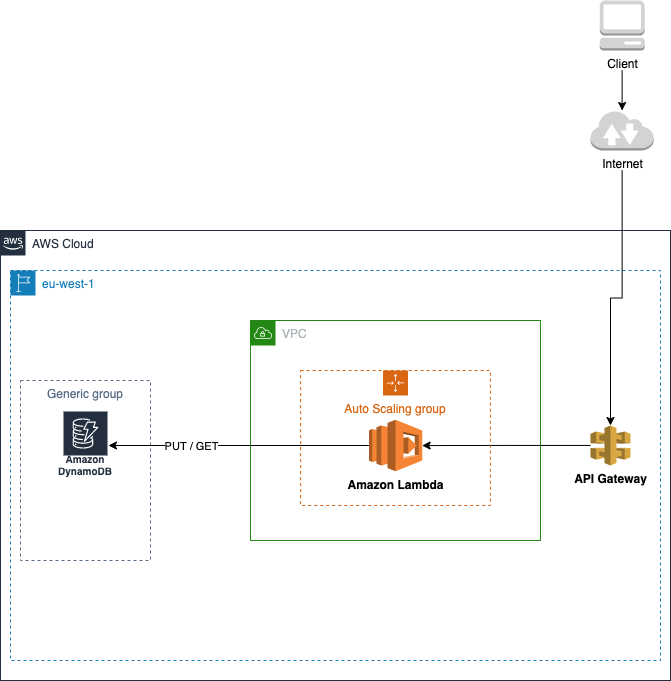 Client
Internet
aws
AWS Cloud
eu-west-1
VPC
Generic group
Auto Scaling group
Amazon
DynamoDB
PUT / GET
Amazon Lambda
API Gateway